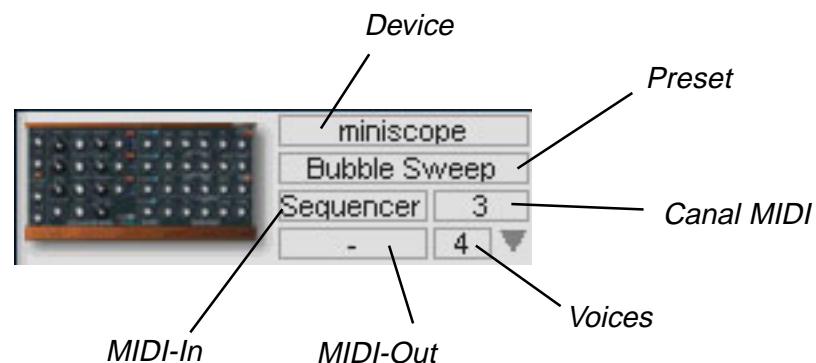 Device
Preset
miniscope
Bubble Sweep
Sequencer 3
Canal MIDI
- 4
Voices
MIDI-In MIDI-Out